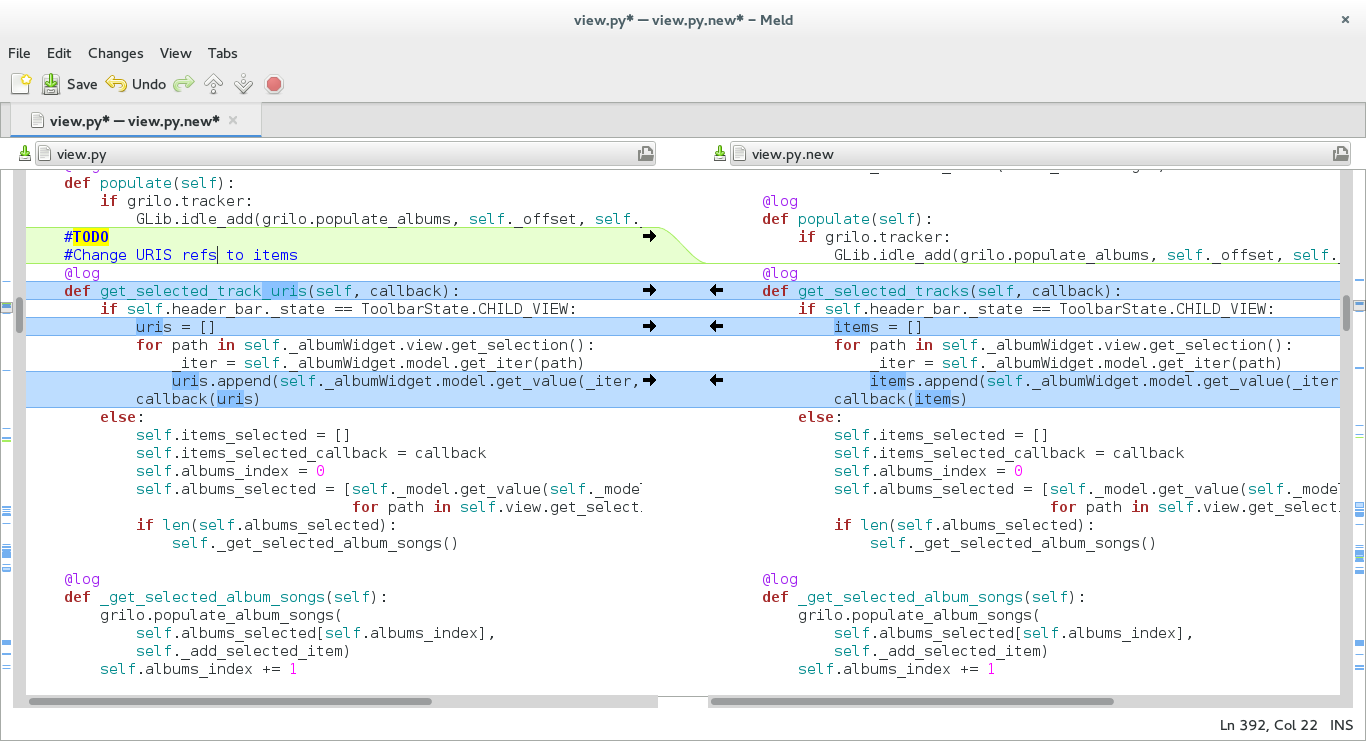 view.py* — view.py.new* – Meld
File Edit Changes View Tabs
Save Undo
view.py* — view.py.new*
view.py
def populate(self):
if grilo.tracker:
GLib.idle_add(grilo.populate_albums, self._offset, self.
#TODO
#Change URIS refs to items
@log
def get_selected_track_uris(self, callback):
if self.header_bar._state == ToolbarState.CHILD_VIEW:
uris = []
for path in self._albumWidget.view.get_selection():
_iter = self._albumWidget.model.get_iter(path)
uris.append(self._albumWidget.model.get_value(_iter,
callback(uris)
else:
self.items_selected = []
self.items_selected_callback = callback
self.albums_index = 0
self.albums_selected = [self._model.get_value(self._mode
for path in self.view.get_select
if len(self.albums_selected):
self._get_selected_album_songs()
@log
def _get_selected_album_songs(self):
grilo.populate_album_songs(
self.albums_selected[self.albums_index],
self._add_selected_item)
self.albums_index += 1
view.py.new
@log
def populate(self):
if grilo.tracker:
GLib.idle_add(grilo.populate_albums, self._offset, self.
@log
def get_selected_tracks(self, callback):
if self.header_bar._state == ToolbarState.CHILD_VIEW:
items = []
for path in self._albumWidget.view.get_selection():
_iter = self._albumWidget.model.get_iter(path)
items.append(self._albumWidget.model.get_value(_iter
callback(items)
else:
self.items_selected = []
self.items_selected_callback = callback
self.albums_index = 0
self.albums_selected = [self._model.get_value(self._mode
for path in self.view.get_select
if len(self.albums_selected):
self._get_selected_album_songs()
@log
def _get_selected_album_songs(self):
grilo.populate_album_songs(
self.albums_selected[self.albums_index],
self._add_selected_item)
self.albums_index += 1
Ln 392, Col 22 INS